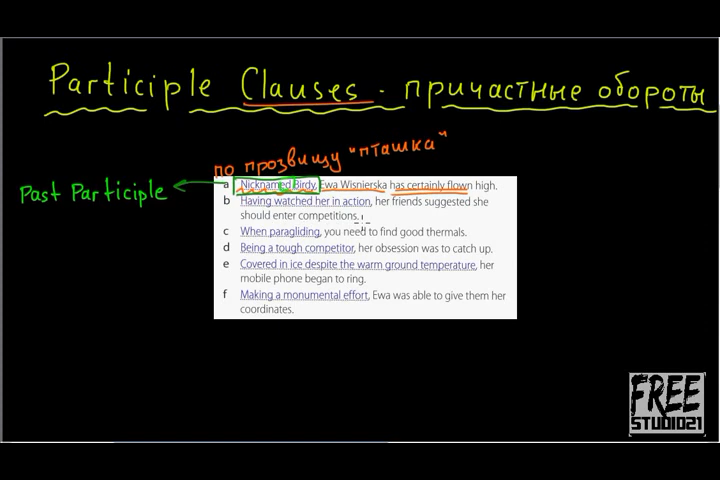 Participle Clauses - причастные обороты
по прозвищу "пташка"
Past Participle
a Nicknamed Birdy, Ewa Wisnierska has certainly flown high.
b Having watched her in action, her friends suggested she
should enter competitions.
c When paragliding, you need to find good thermals.
d Being a tough competitor, her obsession was to catch up.
e Covered in ice despite the warm ground temperature, her
mobile phone began to ring.
f Making a monumental effort, Ewa was able to give them her
coordinates.
FREE
STUDIO21